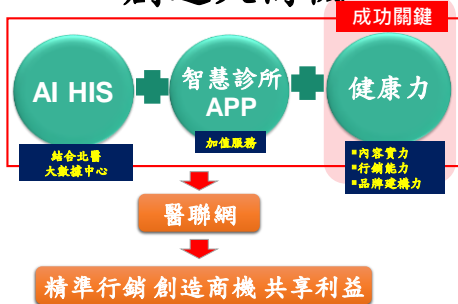 成功關鍵
AI HIS
智慧診所
APP
健康力
結合北醫
大數據中心
加值服務
▪內容實力
▪行銷能力
▪品牌建構力
醫聯網
精準行銷 創造商機 共享利益